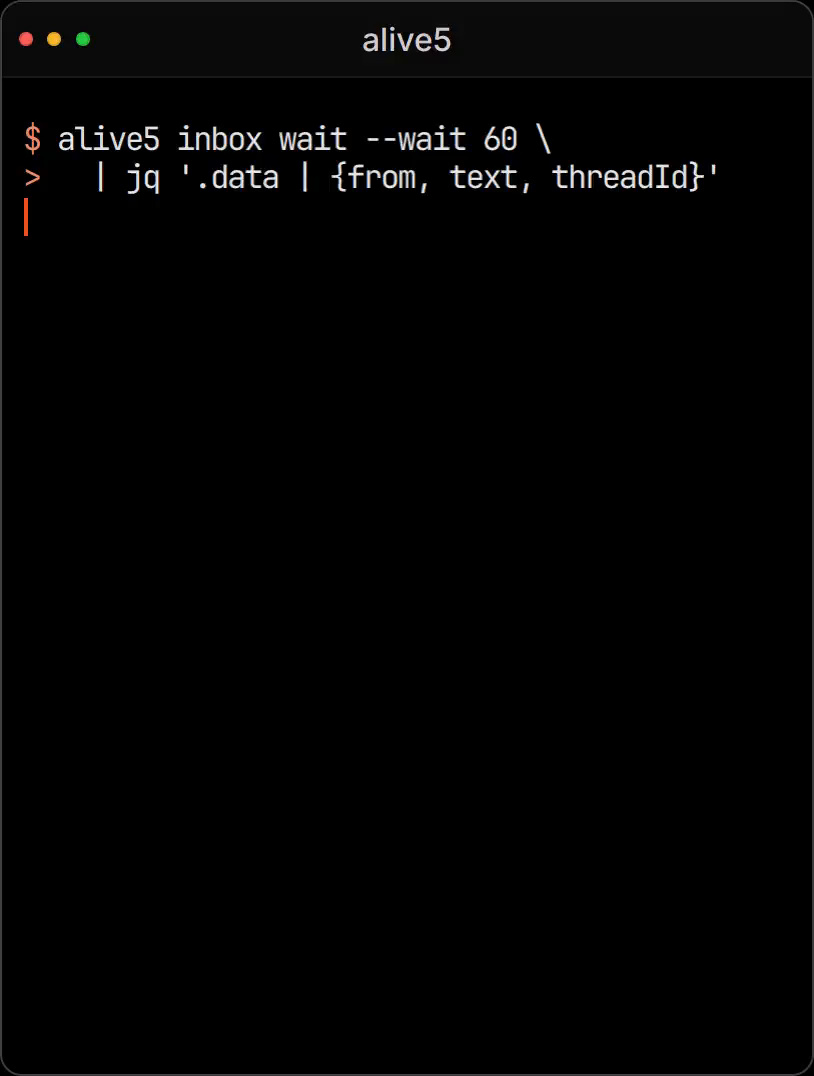 alive5
$ alive5 inbox wait --wait 60 \
>   | jq '.data | {from, text, threadId}'